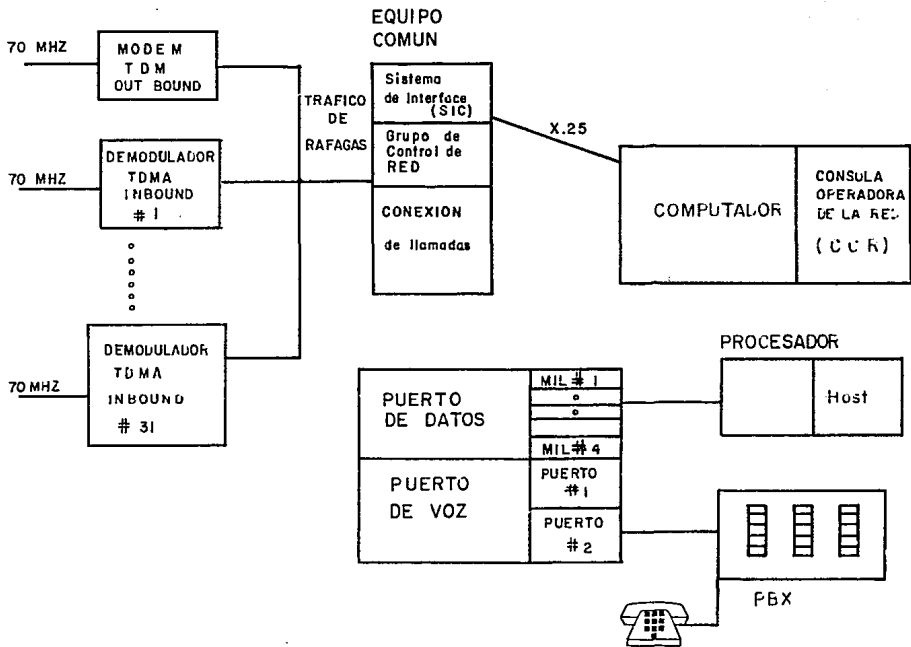 70 MHZ
MODEM
TDM
OUT BOUND
70 MHZ
DEMODULADOR
TDMA
INBOUND
# 1
70 MHZ
DEMODULADOR
TDMA
INBOUND
# 31
TRAFICO
DE
RAFAGAS
EQUIPO
COMUN
Sistema
de Interface
(SIC)
Grupo de
Control de
RED
CONEXION
de llamadas
X.25
COMPUTALOR
CONSULA
OPERADORA
DE LA RED
(CCR)
PUERTO
DE DATOS
MIL# 1
MIL# 4
PUERTO
DE VOZ
PUERTO
#1
PUERTO
#2
PROCESADOR
Host
PBX